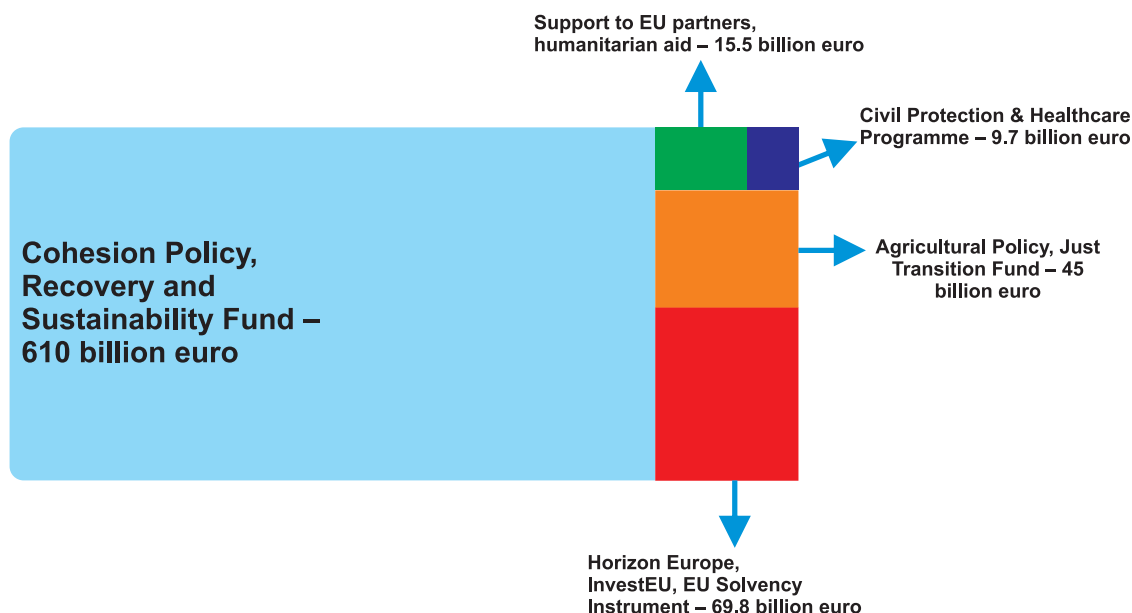 Support to EU partners,
humanitarian aid – 15.5 billion euro
Civil Protection & Healthcare
Programme – 9.7 billion euro
Cohesion Policy,
Recovery and
Sustainability Fund –
610 billion euro
Agricultural Policy, Just
Transition Fund – 45
billion euro
Horizon Europe,
InvestEU, EU Solvency
Instrument – 69.8 billion euro